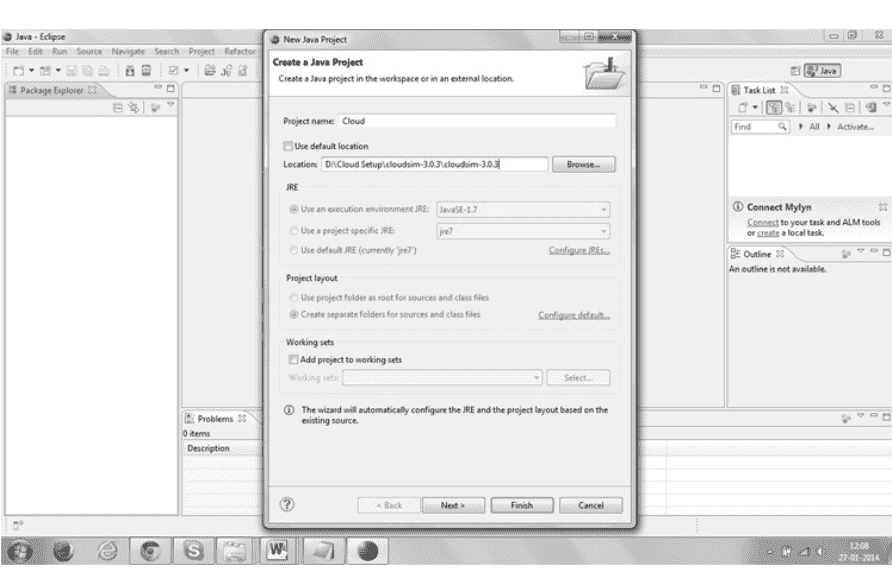 Java - Eclipse
File Edit Run Source Navigate Search Project Refactor
Java
Package Explorer
New Java Project
Create a Java Project
Create a Java project in the workspace or in an external location.
Project name: Cloud
Use default location
Location: D:\Cloud Setup\cloudsim-3.0.3\cloudsim-3.0.3
Browse...
JRE
Use an execution environment JRE: JavaSE-1.7
Use a project specific JRE: jre7
Use default JRE (currently 'jre7') Configure JREs...
Project layout
Use project folder as root for sources and class files
Create separate folders for sources and class files Configure default...
Working sets
Add project to working sets
Working sets: Select...
The wizard will automatically configure the JRE and the project layout based on the
existing source.
< Back Next > Finish Cancel
Task List
Find All Activate...
Connect Mylyn
Connect to your task and ALM tools
or create a local task.
Outline
An outline is not available.
Problems
0 items
Description
12:08
27-01-2014